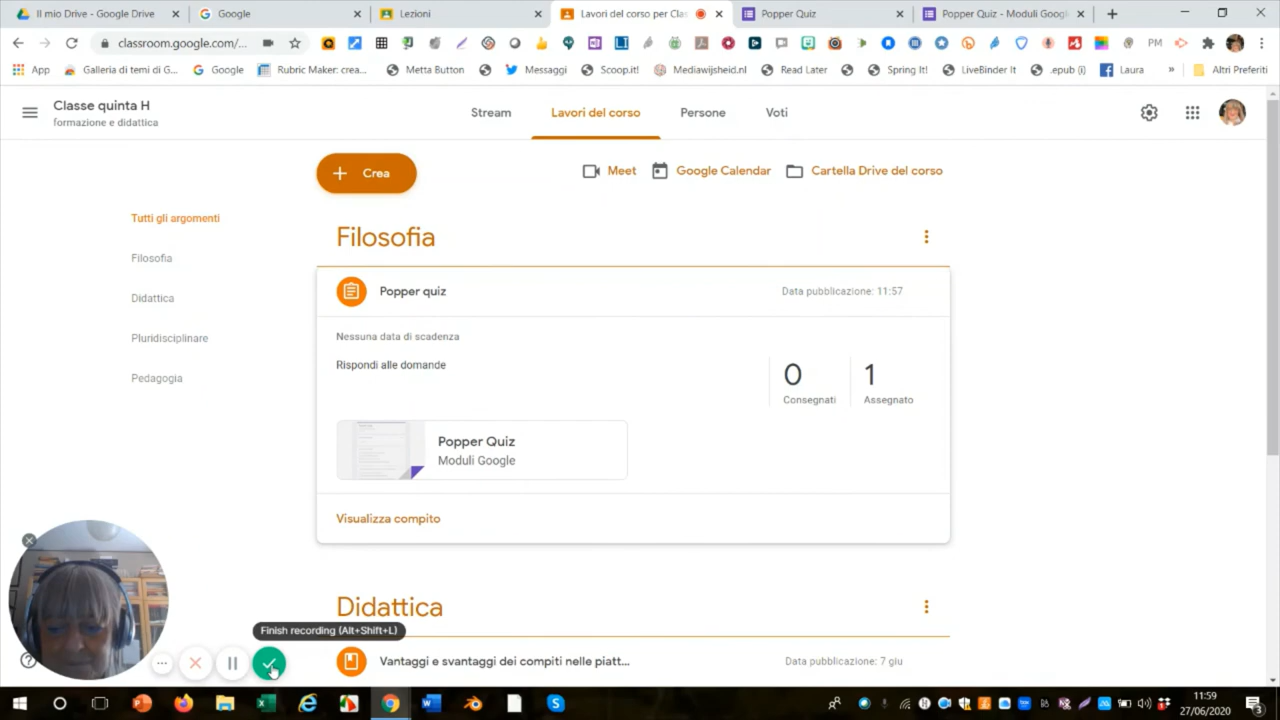 Il mio Drive - Google Drive
Google
Lezioni
Lavori del corso per Clas
Popper Quiz
Popper Quiz - Moduli Google
classroom.google.com/...
PM
App
Galleria di temi di G...
Google
Rubric Maker: crea...
Metta Button
Messaggi
Scoop.it!
Mediawijsheid.nl
Read Later
Spring It!
LiveBinder It
.epub (i)
Laura
»
Altri Preferiti
Classe quinta H
formazione e didattica
Stream
Lavori del corso
Persone
Voti
+ Crea
Meet
Google Calendar
Cartella Drive del corso
Tutti gli argomenti
Filosofia
Didattica
Pluridisciplinare
Pedagogia
Filosofia
Popper quiz
Data pubblicazione: 11:57
Nessuna data di scadenza
Rispondi alle domande
0
Consegnati
1
Assegnato
Popper Quiz
Moduli Google
Visualizza compito
Didattica
Finish recording (Alt+Shift+L)
Vantaggi e svantaggi dei compiti nelle piatt...
Data pubblicazione: 7 giu
11:59
27/06/2020
3